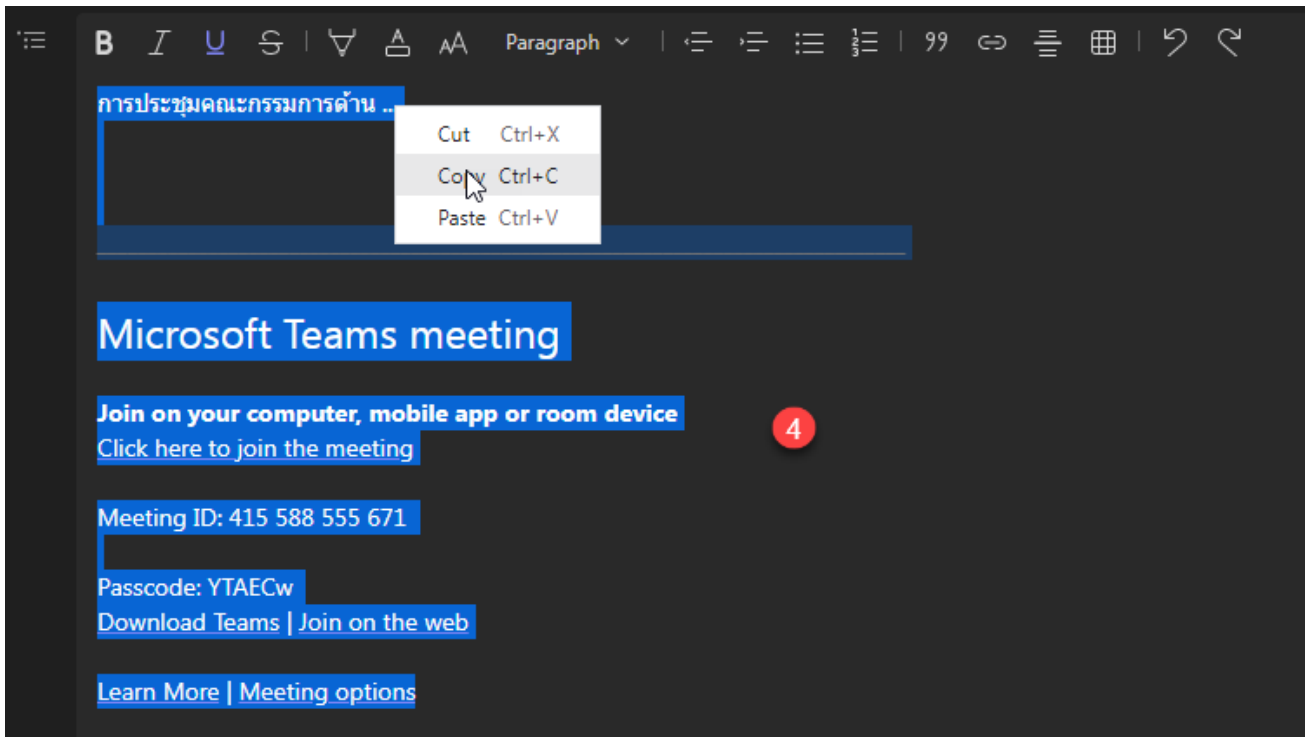 Paragraph
การประชุมคณะกรรมการด้าน ...
Cut Ctrl+X
Copy Ctrl+C
Paste Ctrl+V
Microsoft Teams meeting
Join on your computer, mobile app or room device
4
Click here to join the meeting
Meeting ID: 415 588 555 671
Passcode: YTAECw
Download Teams | Join on the web
Learn More | Meeting options